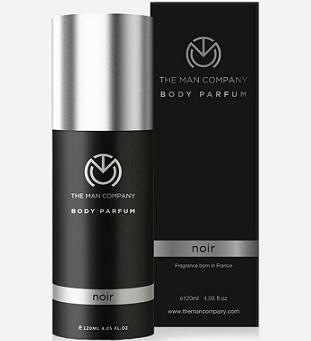 THE MAN COMPANY
BODY PARFUM
noir
℮120ML 4.05 FL.OZ
THE MAN COMPANY
BODY PARFUM
noir
Fragrance born in France
℮120ml 4.05 fl.oz
www.themancompany.com